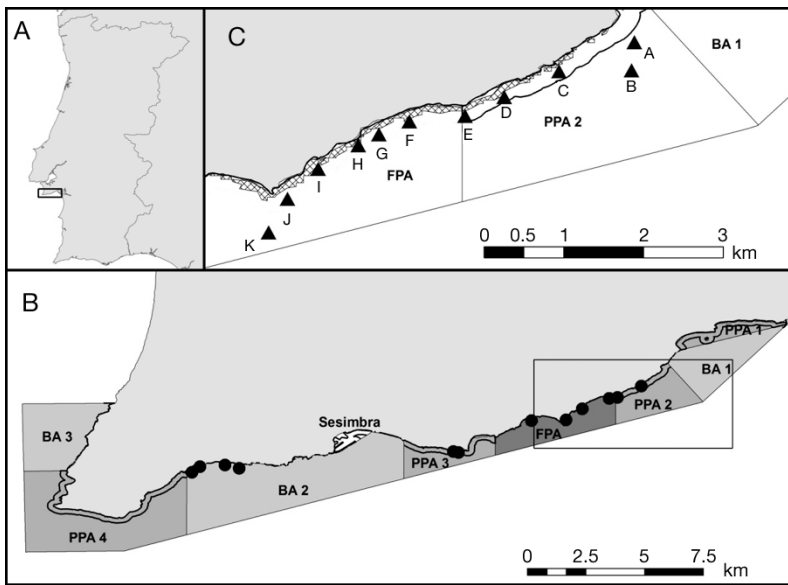 A
C
BA 1
A
B
C
D
PPA 2
E
F
G
H
FPA
I
J
K
0 0.5 1 2 3
km
B
PPA 1
BA 1
PPA 2
Sesimbra
BA 3
FPA
PPA 3
BA 2
PPA 4
0 2.5 5 7.5
km